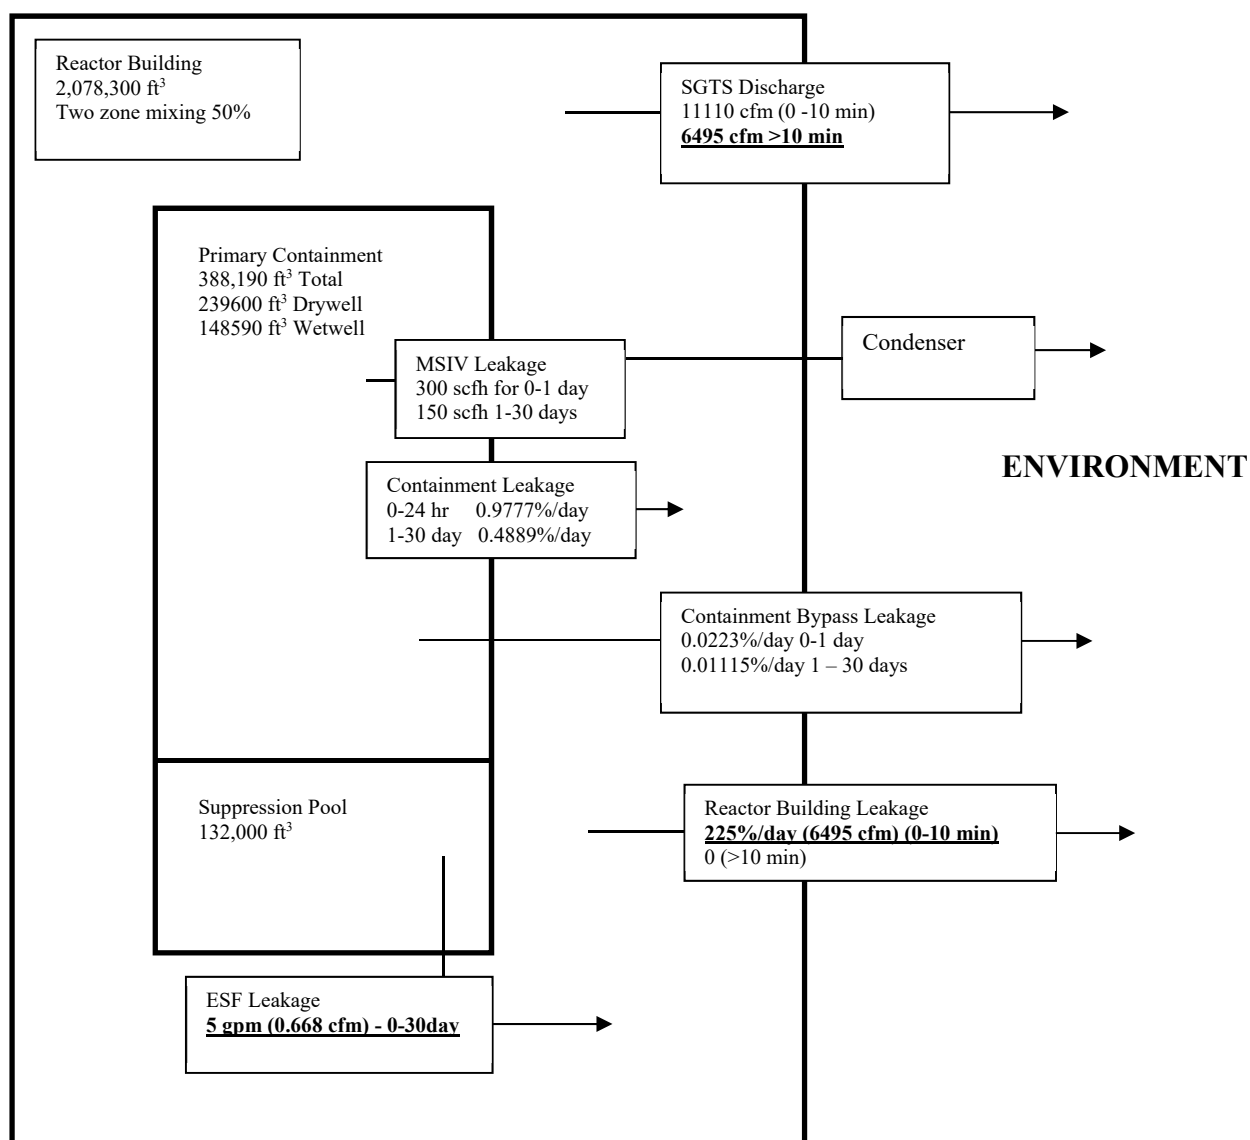 Reactor Building
2,078,300 ft³
Two zone mixing 50%
SGTS Discharge
11110 cfm (0 -10 min)
6495 cfm >10 min
Primary Containment
388,190 ft³ Total
239600 ft³ Drywell
148590 ft³ Wetwell
MSIV Leakage
300 scfh for 0-1 day
150 scfh 1-30 days
Condenser
ENVIRONMENT
Containment Leakage
0-24 hr 0.9777%/day
1-30 day 0.4889%/day
Containment Bypass Leakage
0.0223%/day 0-1 day
0.01115%/day 1 – 30 days
Suppression Pool
132,000 ft³
Reactor Building Leakage
225%/day (6495 cfm) (0-10 min)
0 (>10 min)
ESF Leakage
5 gpm (0.668 cfm) - 0-30day